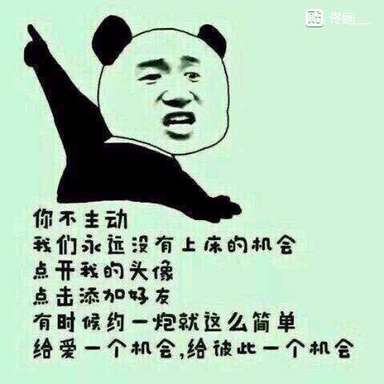 你不主动
我们永远没有上床的机会
点开我的头像
点击添加好友
有时候约一炮就这么简单
给爱一个机会,给彼此一个机会